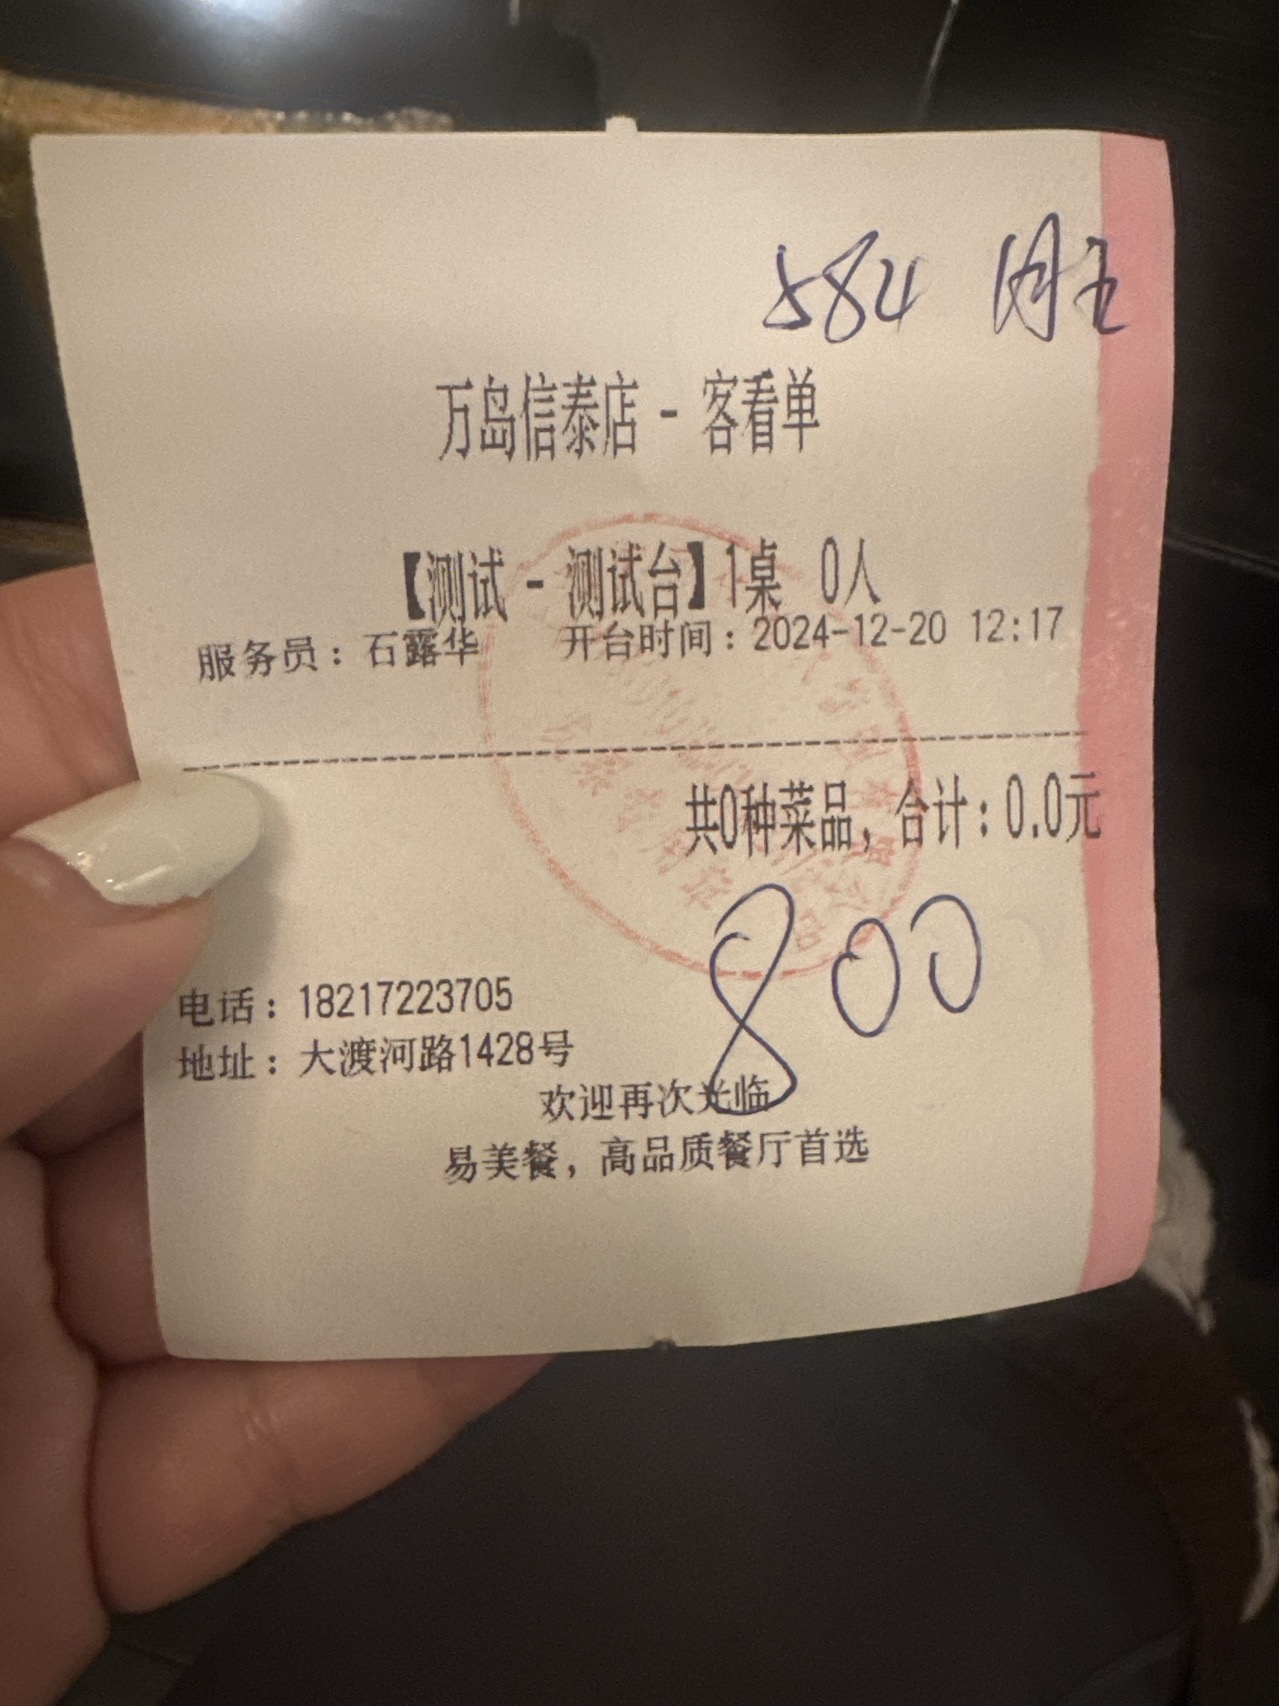 584
万岛信泰店 - 客看单
【测试 - 测试台】1桌 0人
服务员：石露华 开台时间：2024-12-20 12:17
共0种菜品，合计：0.0元
800
电话：18217223705
地址：大渡河路1428号
欢迎再次光临
易美餐，高品质餐厅首选